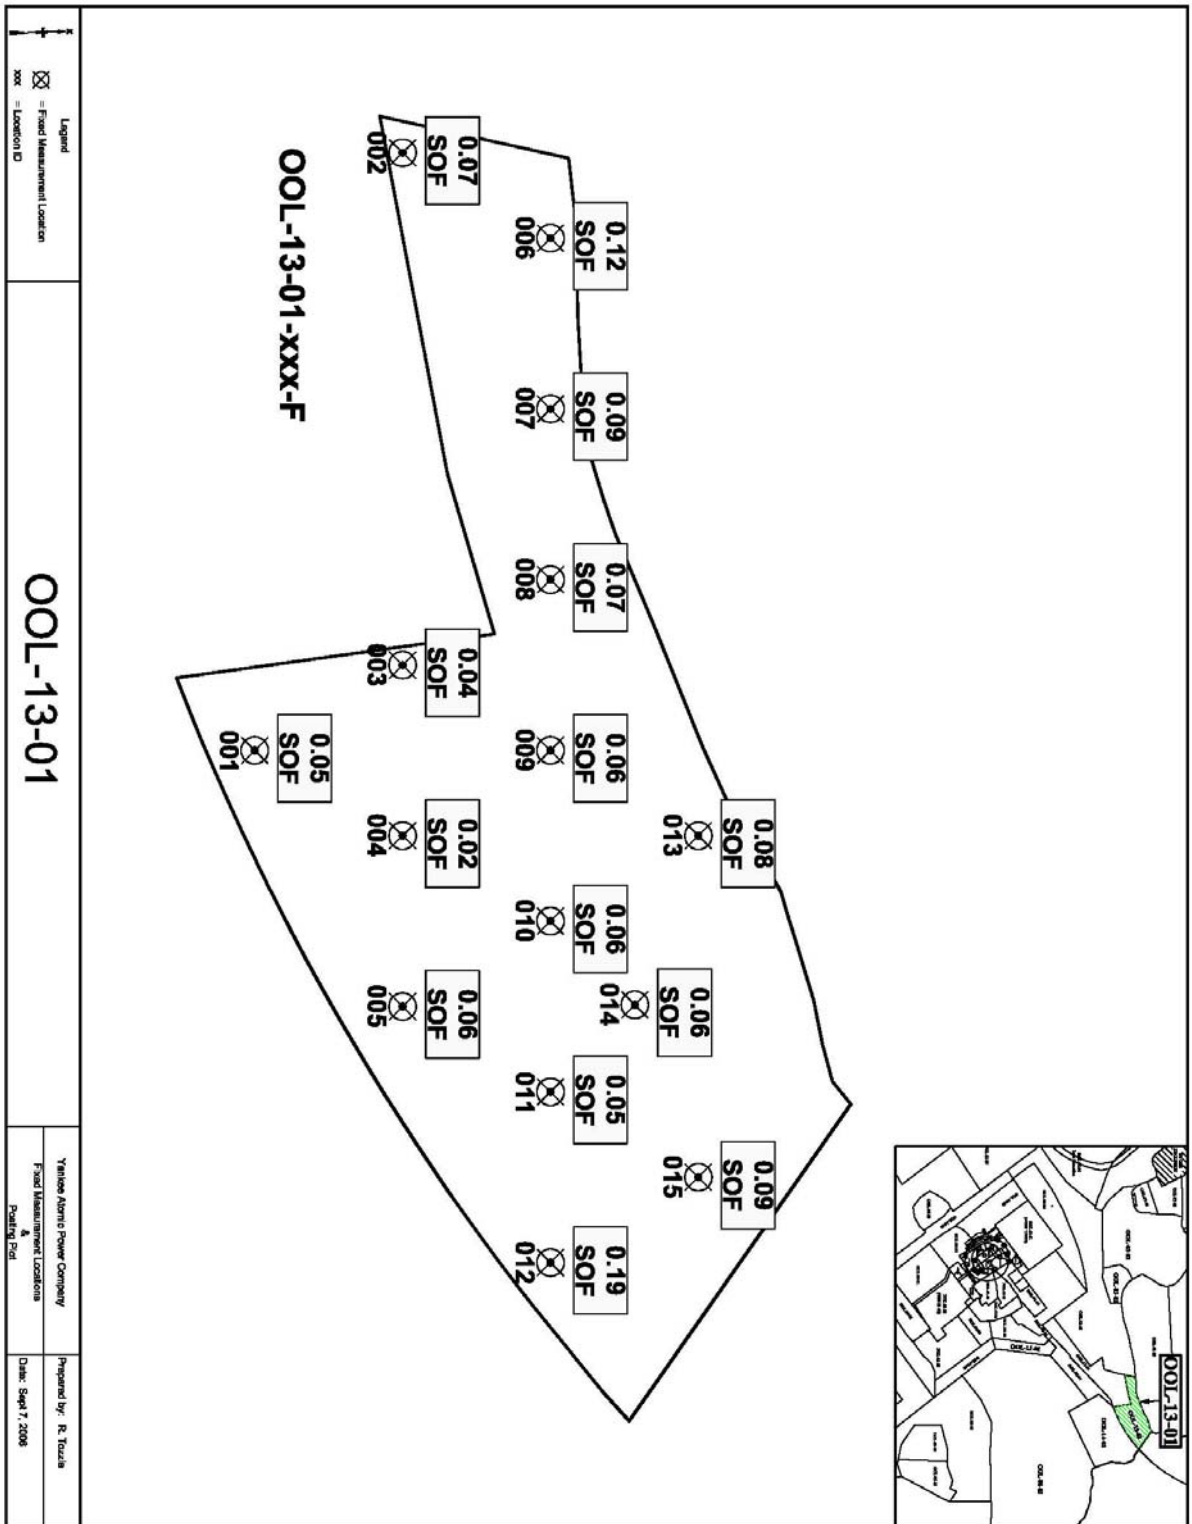 OOL-13-01
0.09
SOF
015
0.08
SOF
013
0.06
SOF
014
0.12
SOF
006
0.09
SOF
007
0.07
SOF
008
0.06
SOF
009
0.06
SOF
010
0.05
SOF
011
0.19
SOF
012
0.07
SOF
002
0.04
SOF
003
0.02
SOF
004
0.06
SOF
005
0.05
SOF
001
OOL-13-01-xxx-F
Legend
= Fixed Measurement Location
xxx = Location ID
OOL-13-01
Yankee Atomic Power Company
Fixed Measurement Locations
&
Posting Plot
Prepared by: R. Tozzie
Date: Sept 7, 2006